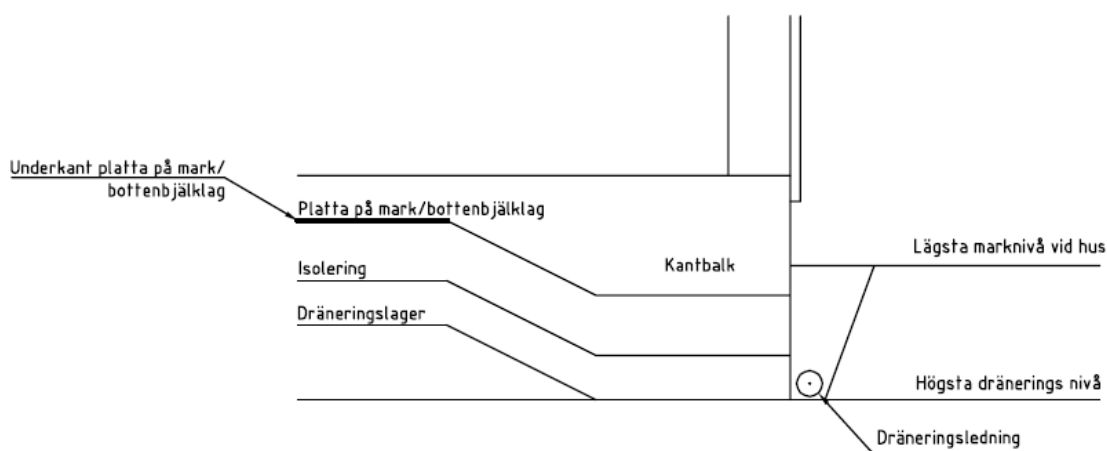 Underkant platta på mark/
bottenbjälklag
Platta på mark/bottenbjälklag
Isolering
Kantbalk
Lägsta marknivå vid hus
Dräneringslager
Högsta dränerings nivå
Dräneringsledning